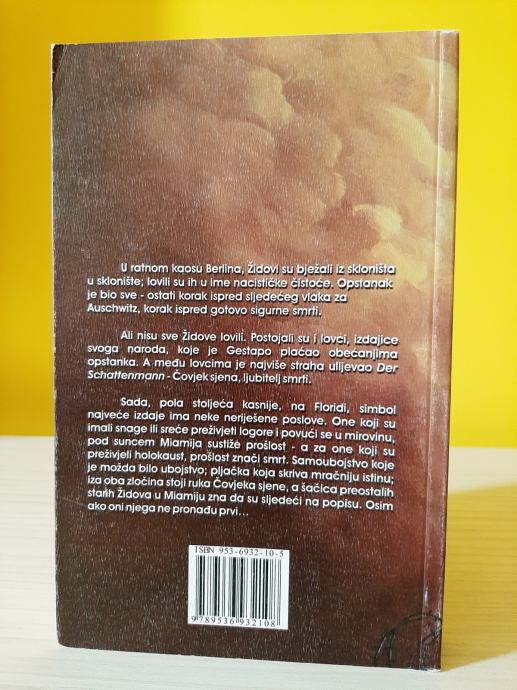 U ratnom kaosu Berlina, Židovi su bježali iz skloništa
u sklonište; lovili su ih u ime nacističke čistoće. Opstanak
je bio sve - ostati korak ispred sljedećeg vlaka za
Auschwitz, korak ispred gotovo sigurne smrti.
Ali nisu sve Židove lovili. Postojali su i lovci, izdajice
svoga naroda, koje je Gestapo plaćao obećanjima
opstanka. A među lovcima je najviše straha ulijevao Der
Schattenmann - Čovjek sjena, ljubitelj smrti.
Sada, pola stoljeća kasnije, na Floridi, simbol
najveće izdaje ima neke neriješene poslove. One koji su
imali snage ili sreće preživjeti logore i povući se u mirovinu,
pod suncem Miamija sustiže prošlost - a za one koji su
preživjeli holokaust, prošlost znači smrt. Samoubojstvo koje
je možda bilo ubojstvo; pljačka koja skriva mračniju istinu;
iza oba zločina stoji ruka Čovjeka sjene, a šačica preostalih
starih Židova u Miamiju zna da su sljedeći na popisu. Osim
ako oni njega ne pronađu prvi...
ISBN 953-6932-10-5
9 789536 932108